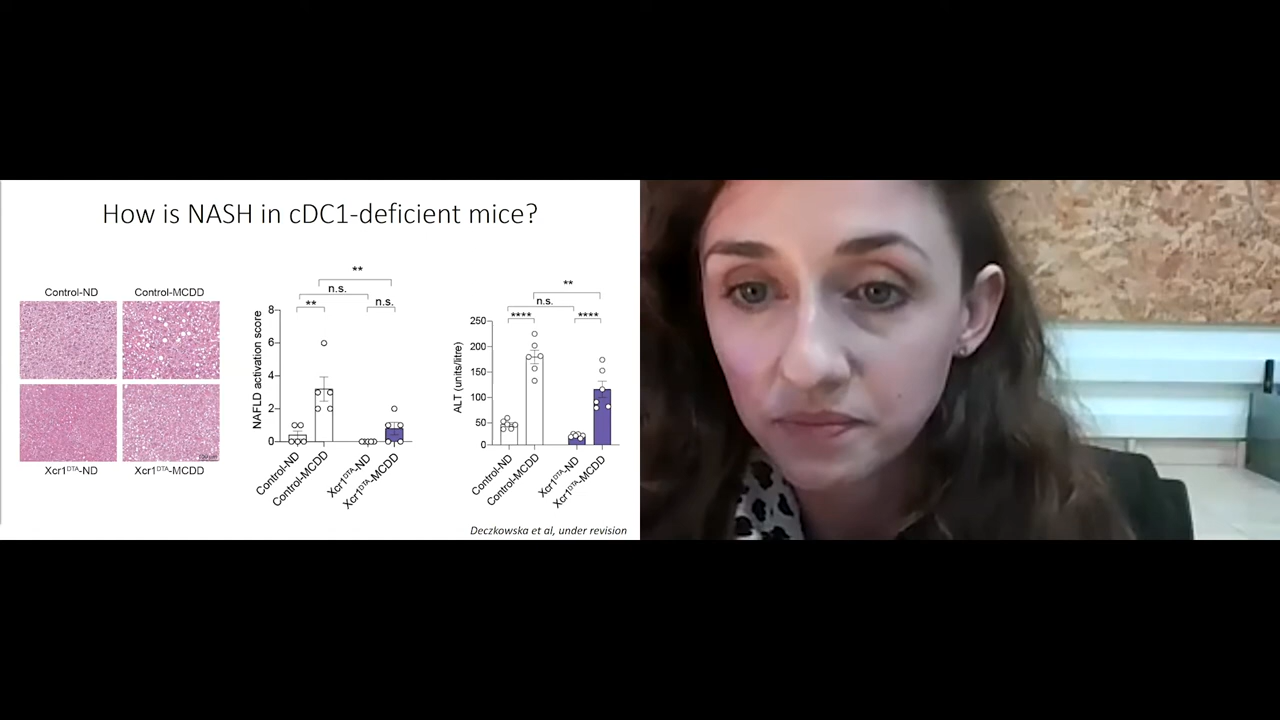 How is NASH in cDC1-deficient mice?
Control-ND
Control-MCDD
Xcr1DTA-ND
Xcr1DTA-MCDD
100 µm
NAFLD activation score
8
6
4
2
0
**
n.s.
**
n.s.
Control-ND
Control-MCDD
Xcr1DTA-ND
Xcr1DTA-MCDD
ALT (units/litre)
250
200
150
100
50
0
**
n.s.
****
****
Control-ND
Control-MCDD
Xcr1DTA-ND
Xcr1DTA-MCDD
Deczkowska et al, under revision